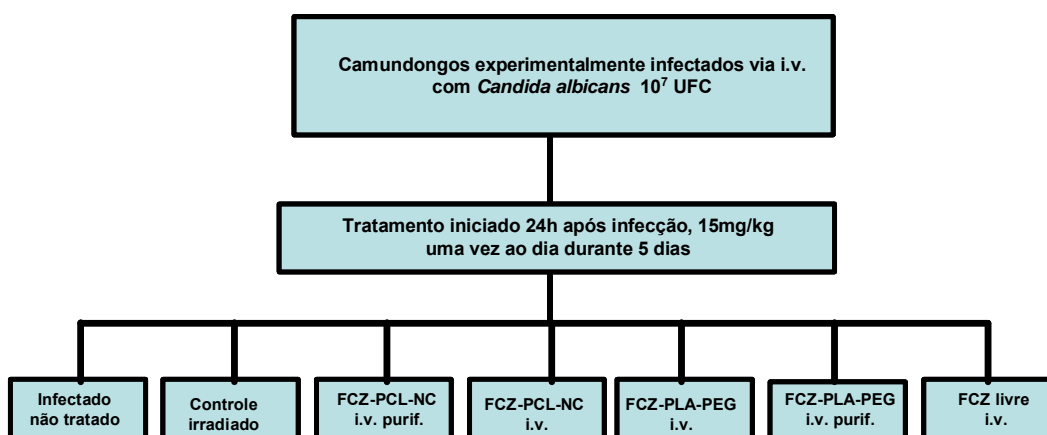 Camundongos experimentalmente infectados via i.v.
com Candida albicans 10⁷ UFC
Tratamento iniciado 24h após infecção, 15mg/kg
uma vez ao dia durante 5 dias
Infectado
não tratado
Controle
irradiado
FCZ-PCL-NC
i.v. purif.
FCZ-PCL-NC
i.v.
FCZ-PLA-PEG
i.v.
FCZ-PLA-PEG
i.v. purif.
FCZ livre
i.v.